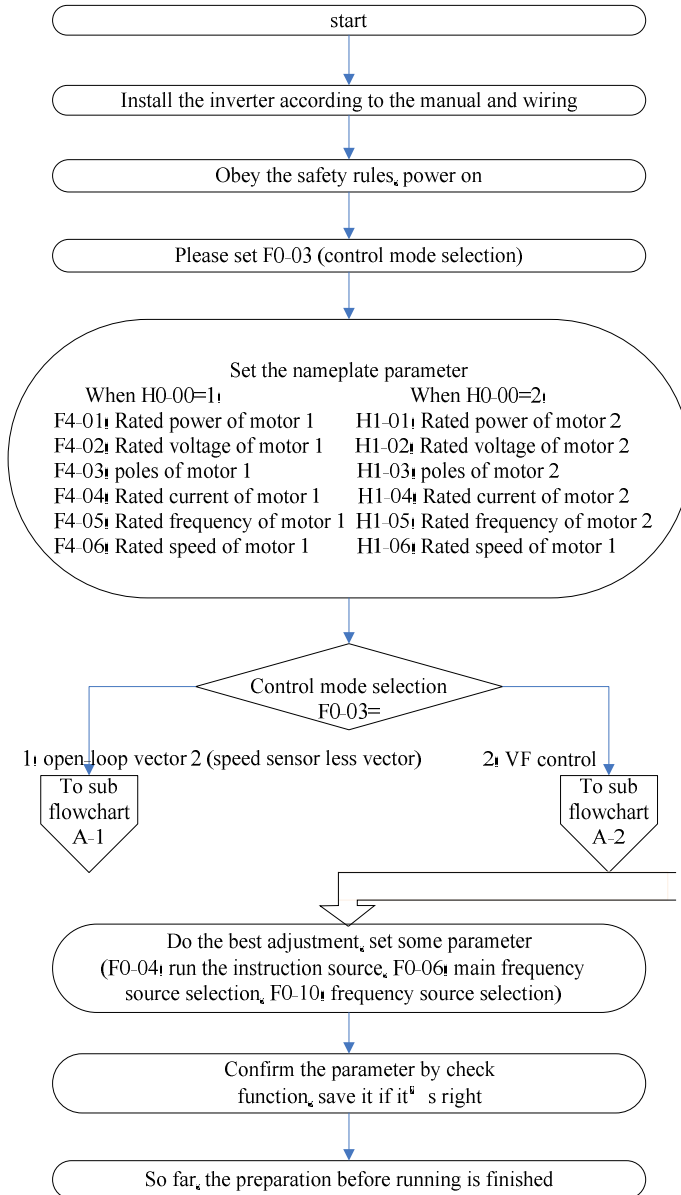 start
Install the inverter according to the manual and wiring
Obey the safety rules, power on
Please set F0-03 (control mode selection)
Set the nameplate parameter
When H0-00=1:
When H0-00=2:
F4-01: Rated power of motor 1
H1-01: Rated power of motor 2
F4-02: Rated voltage of motor 1
H1-02: Rated voltage of motor 2
F4-03: poles of motor 1
H1-03: poles of motor 2
F4-04: Rated current of motor 1
H1-04: Rated current of motor 2
F4-05: Rated frequency of motor 1
H1-05: Rated frequency of motor 2
F4-06: Rated speed of motor 1
H1-06: Rated speed of motor 1
Control mode selection
F0-03=
1: open loop vector 2 (speed sensor less vector)
2: VF control
To sub
flowchart
A-1
To sub
flowchart
A-2
Do the best adjustment, set some parameter
(F0-04: run the instruction source, F0-06: main frequency
source selection, F0-10: frequency source selection)
Confirm the parameter by check
function, save it if it" s right
So far, the preparation before running is finished